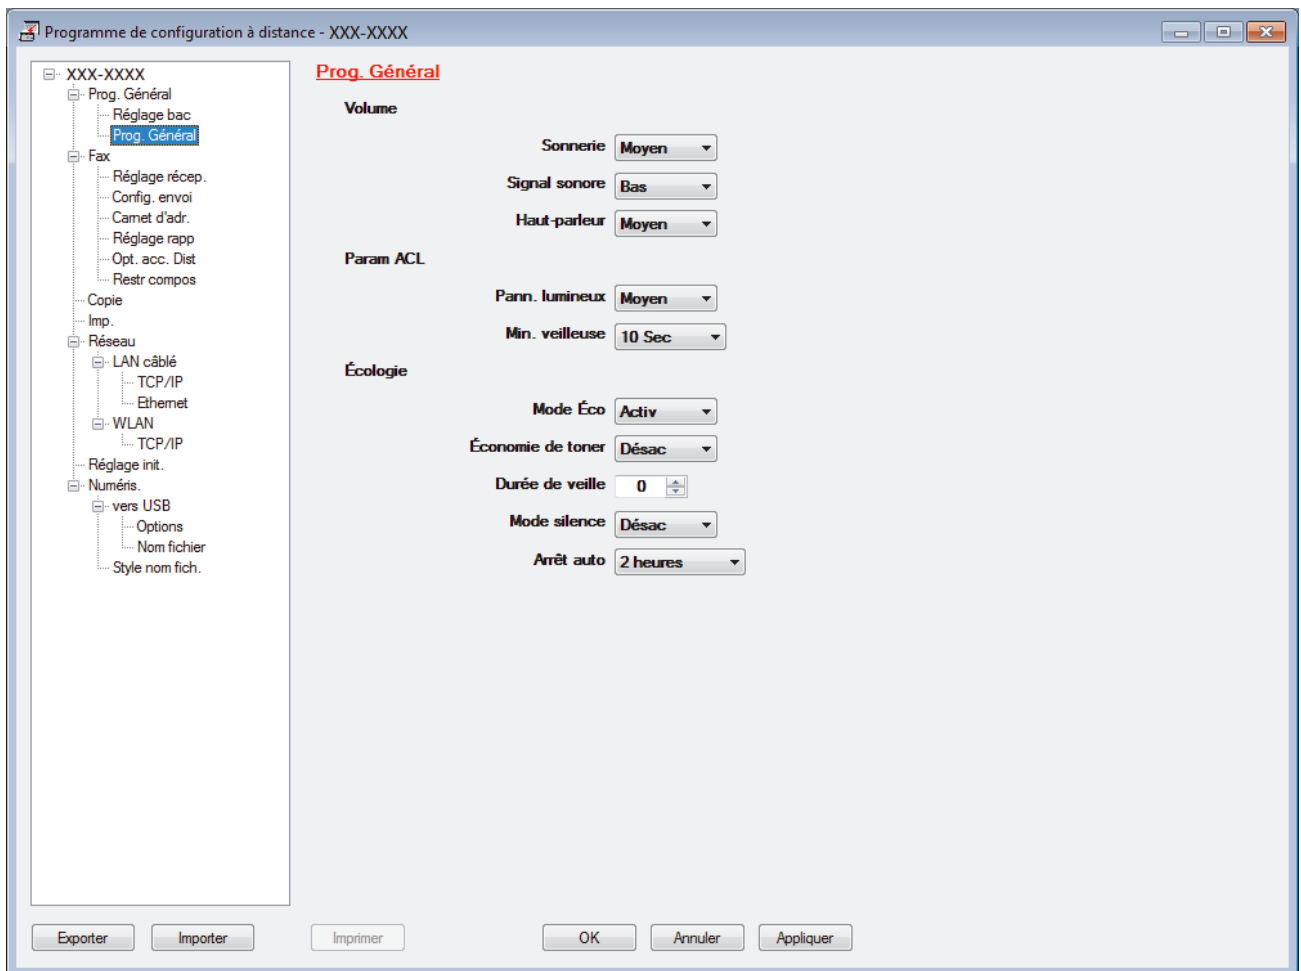 Programme de configuration à distance - XXX-XXXX
XXX-XXXX
Prog. Général
Réglage bac
Prog. Général
Fax
Réglage récep.
Config. envoi
Carnet d'adr.
Réglage rapp
Opt. acc. Dist
Restr compos
Copie
Imp.
Réseau
LAN câblé
TCP/IP
Ethernet
WLAN
TCP/IP
Réglage init.
Numéris.
vers USB
Options
Nom fichier
Style nom fich.
Prog. Général
Volume
Sonnerie Moyen
Signal sonore Bas
Haut-parleur Moyen
Param ACL
Pann. lumineux Moyen
Min. veilleuse 10 Sec
Écologie
Mode Éco Activ
Économie de toner Désac
Durée de veille 0
Mode silence Désac
Arrêt auto 2 heures
Exporter Importer Imprimer OK Annuler Appliquer